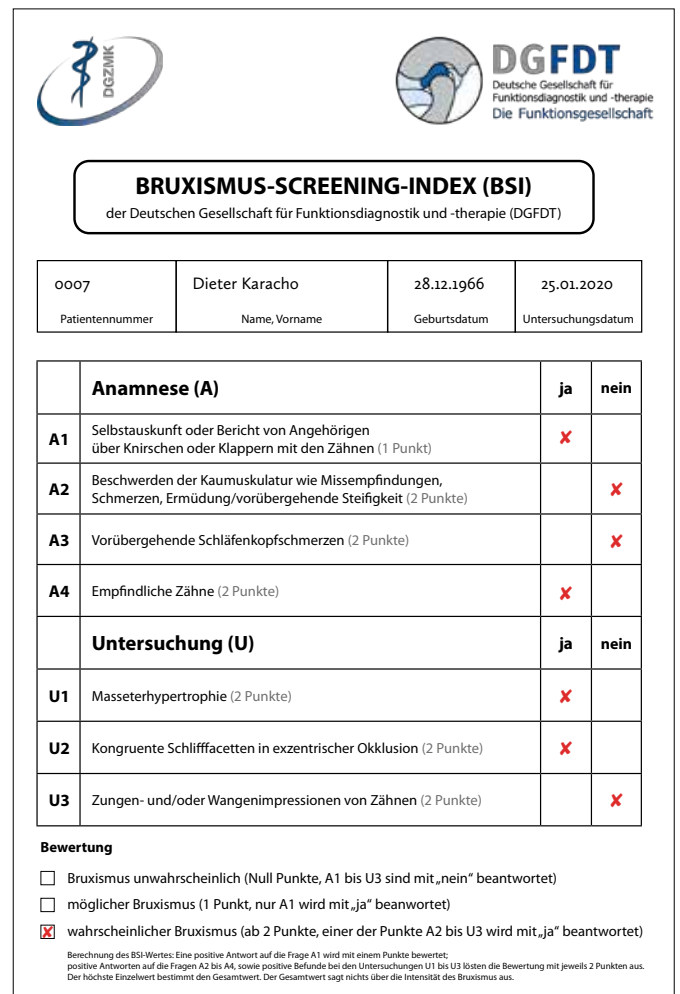 DGZMK
DGFDT
Deutsche Gesellschaft für
Funktionsdiagnostik und -therapie
Die Funktionsgesellschaft
BRUXISMUS-SCREENING-INDEX (BSI)
der Deutschen Gesellschaft für Funktionsdiagnostik und -therapie (DGFDT)
0007 Dieter Karacho 28.12.1966 25.01.2020
Patientennummer Name, Vorname Geburtsdatum Untersuchungsdatum
Anamnese (A) ja nein
A1 Selbstauskunft oder Bericht von Angehörigen
über Knirschen oder Klappern mit den Zähnen (1 Punkt) ✘
A2 Beschwerden der Kaumuskulatur wie Missempfindungen,
Schmerzen, Ermüdung/vorübergehende Steifigkeit (2 Punkte) ✘
A3 Vorübergehende Schläfenkopfschmerzen (2 Punkte) ✘
A4 Empfindliche Zähne (2 Punkte) ✘
Untersuchung (U) ja nein
U1 Masseterhypertrophie (2 Punkte) ✘
U2 Kongruente Schlifffacetten in exzentrischer Okklusion (2 Punkte) ✘
U3 Zungen- und/oder Wangenimpressionen von Zähnen (2 Punkte) ✘
Bewertung
☐ Bruxismus unwahrscheinlich (Null Punkte, A1 bis U3 sind mit „nein" beantwortet)
☐ möglicher Bruxismus (1 Punkt, nur A1 wird mit „ja" beanwortet)
✘ wahrscheinlicher Bruxismus (ab 2 Punkte, einer der Punkte A2 bis U3 wird mit „ja" beantwortet)
Berechnung des BSI-Wertes: Eine positive Antwort auf die Frage A1 wird mit einem Punkte bewertet;
positive Antworten auf die Fragen A2 bis A4, sowie positive Befunde bei den Untersuchungen U1 bis U3 lösten die Bewertung mit jeweils 2 Punkten aus.
Der höchste Einzelwert bestimmt den Gesamtwert. Der Gesamtwert sagt nichts über die Intensität des Bruxismus aus.